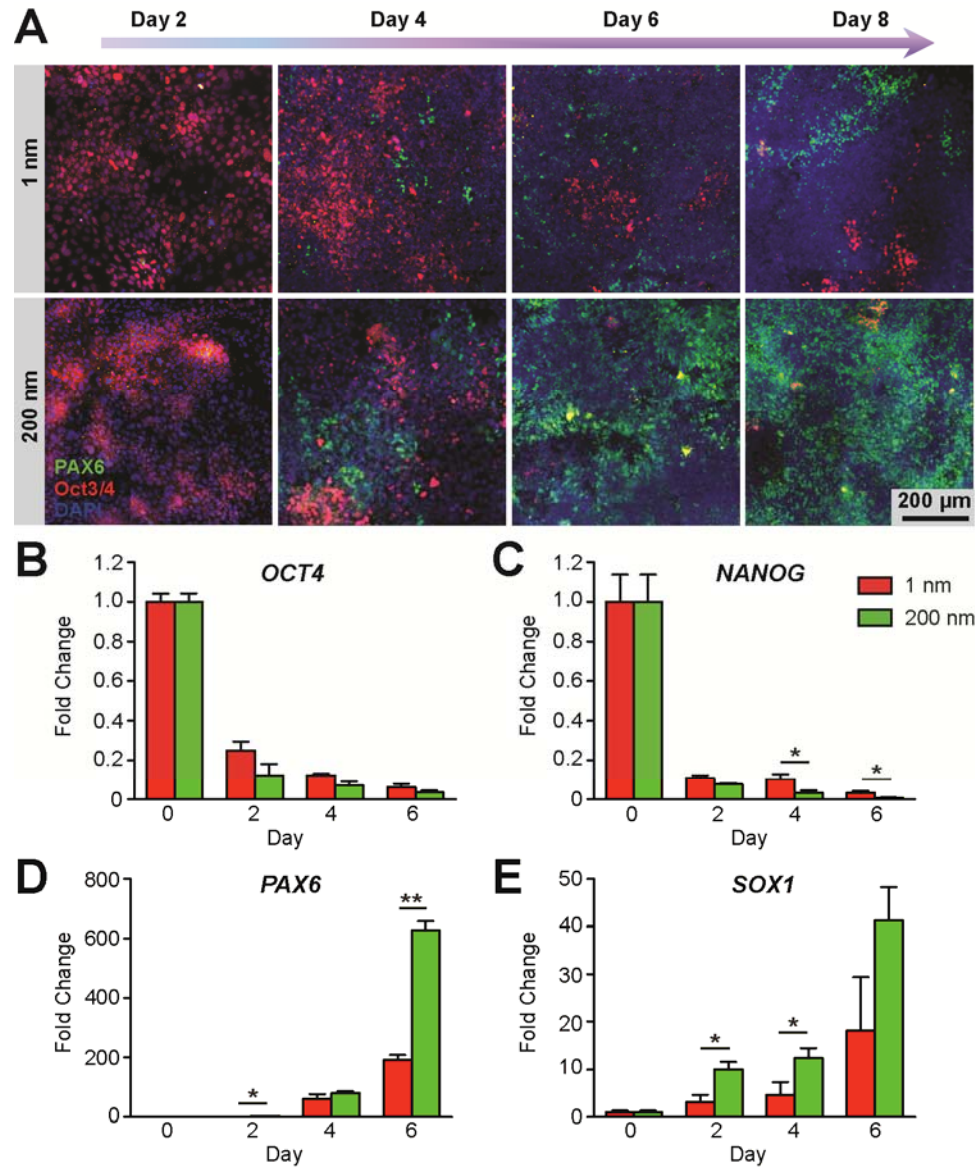 A
Day 2 Day 4 Day 6 Day 8
1 nm
200 nm
PAX6
Oct3/4
DAPI
200 µm
B
OCT4
Fold Change
1.2
1.0
0.8
0.6
0.4
0.2
0
0 2 4 6
Day
C
NANOG
Fold Change
1.2
1.0
0.8
0.6
0.4
0.2
0
* *
0 2 4 6
Day
1 nm
200 nm
D
PAX6
Fold Change
800
600
400
200
0
* **
0 2 4 6
Day
E
SOX1
Fold Change
50
40
30
20
10
0
* *
0 2 4 6
Day